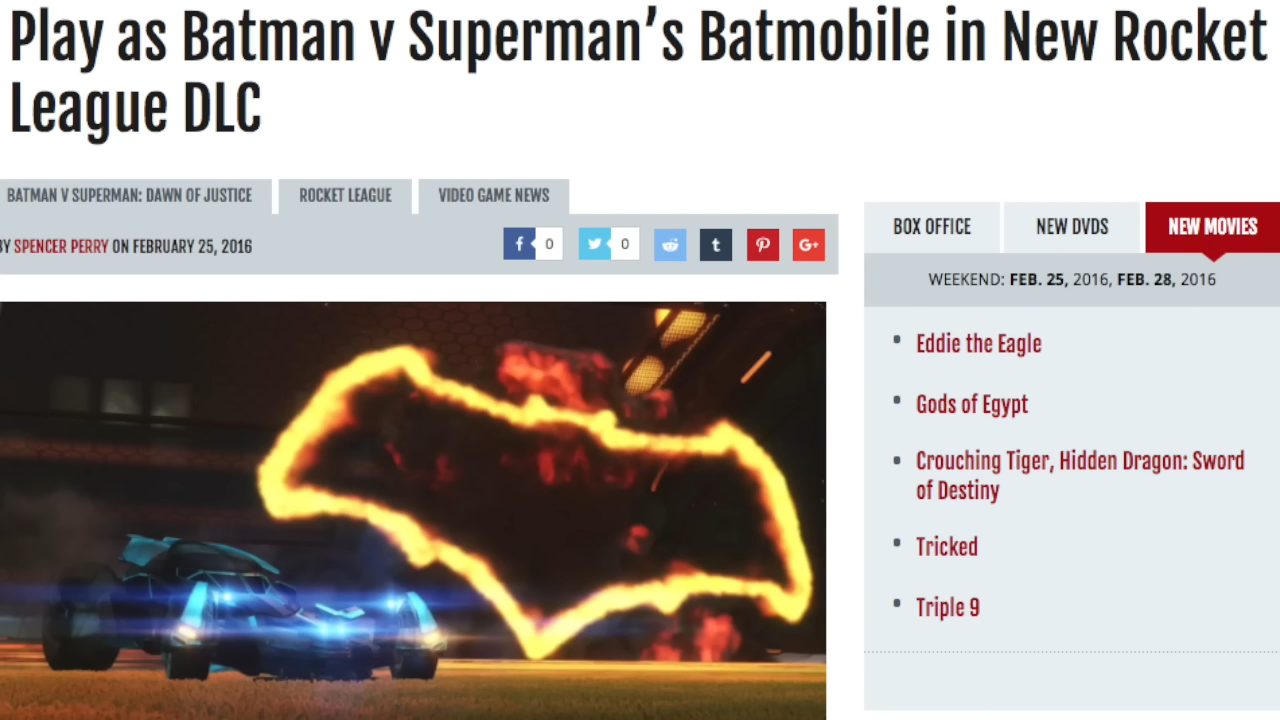 Play as Batman v Superman’s Batmobile in New Rocket
League DLC
BATMAN V SUPERMAN: DAWN OF JUSTICE
ROCKET LEAGUE
VIDEO GAME NEWS
BY SPENCER PERRY ON FEBRUARY 25, 2016
f 0
0
t
G+
BOX OFFICE
NEW DVDS
NEW MOVIES
WEEKEND: FEB. 25, 2016, FEB. 28, 2016
Eddie the Eagle
Gods of Egypt
Crouching Tiger, Hidden Dragon: Sword
of Destiny
Tricked
Triple 9